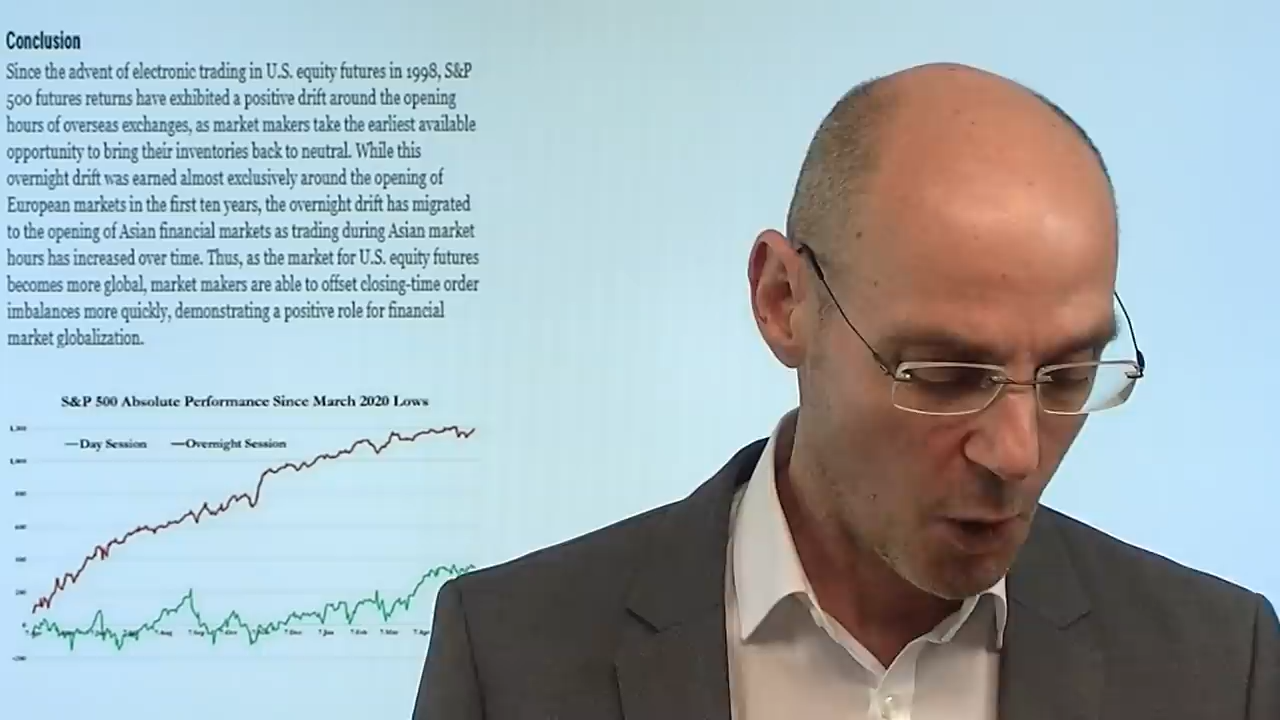 Conclusion
Since the advent of electronic trading in U.S. equity futures in 1998, S&P
500 futures returns have exhibited a positive drift around the opening
hours of overseas exchanges, as market makers take the earliest available
opportunity to bring their inventories back to neutral. While this
overnight drift was earned almost exclusively around the opening of
European markets in the first ten years, the overnight drift has migrated
to the opening of Asian financial markets as trading during Asian market
hours has increased over time. Thus, as the market for U.S. equity futures
becomes more global, market makers are able to offset closing-time order
imbalances more quickly, demonstrating a positive role for financial
market globalization.
S&P 500 Absolute Performance Since March 2020 Lows
Day Session Overnight Session